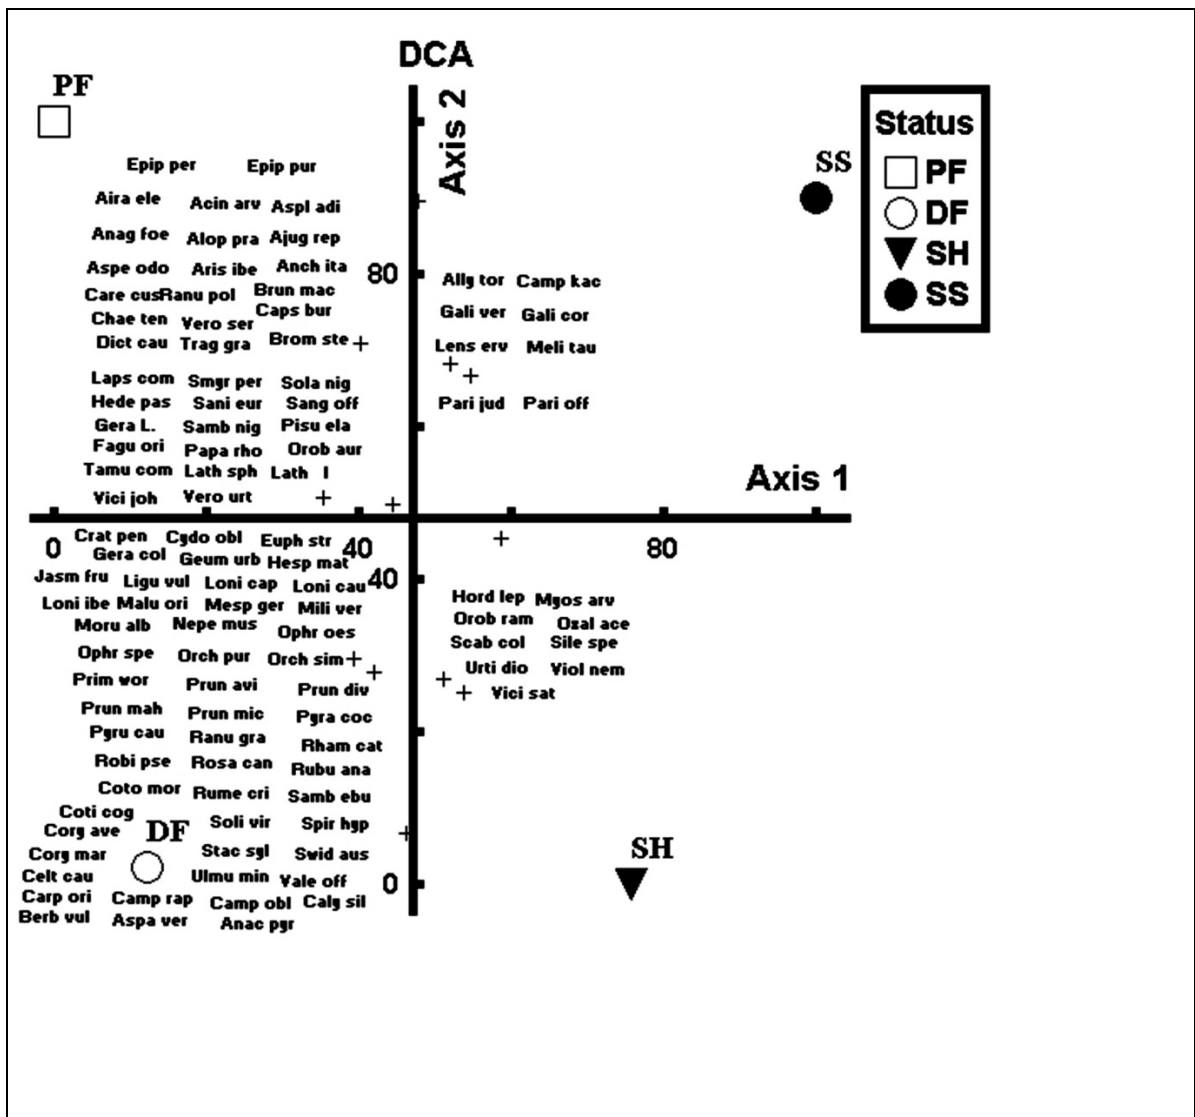 DCA
PF
Axis 2
Status
PF
DF
SH
SS
SS
Epip per Epip pur
Aira ele Acin arv Aspl adi
Anag foe Alop pra Ajug rep
Aspe odo Aris ibe Anch ita
80
Ally tor Camp kac
Care cus Ranu pol Brun mac
Chae ten Vero ser Caps bur
Gali ver Gali cor
Dict cau Trag gra Brom ste
Lens erv Meli tau
Laps com Smyr per Sola nig
Hede pas Sani eur Sang off
Pari jud Pari off
Gera L. Samb nig Pisu ela
Fagu ori Papa rho Orob aur
Tamu com Lath sph Lath l
Axis 1
Vici joh Vero urt
0 40 80
Crat pen Cydo obl Euph str
Gera col Geum urb Hesp mat
Jasm fru Ligu vul Loni cap Loni cau
40
Loni ibe Malu ori Mesp ger Mili ver
Hord lep Myos arv
Moru alb Nepe mus Ophr oes
Orob ram Oxal ace
Ophr spe Orch pur Orch sim
Scab col Sile spe
Prim wor Prun avi Prun div
Urti dio Viol nem
Vici sat
Prun mah Prun mic Pyra coc
Pyru cau Ranu gra Rham cat
Robi pse Rosa can Rubu ana
Coto mor Rume cri Samb ebu
Coti cog Soli vir Spir hyp
Cory ave DF
Cory mar Stac syl Swid aus
SH
Celt cau Ulmu min Vale off
0
Carp ori Camp rap Camp obl Caly sil
Berb vul Aspa ver Anac pyr